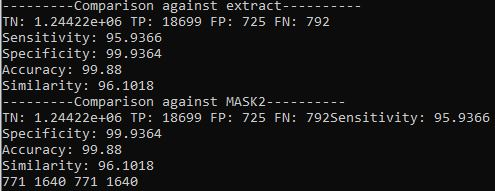 ---------Comparison against extract----------
TN: 1.24422e+06 TP: 18699 FP: 725 FN: 792
Sensitivity: 95.9366
Specificity: 99.9364
Accuracy: 99.88
Similarity: 96.1018
---------Comparison against MASK2----------
TN: 1.24422e+06 TP: 18699 FP: 725 FN: 792Sensitivity: 95.9366
Specificity: 99.9364
Accuracy: 99.88
Similarity: 96.1018
771 1640 771 1640